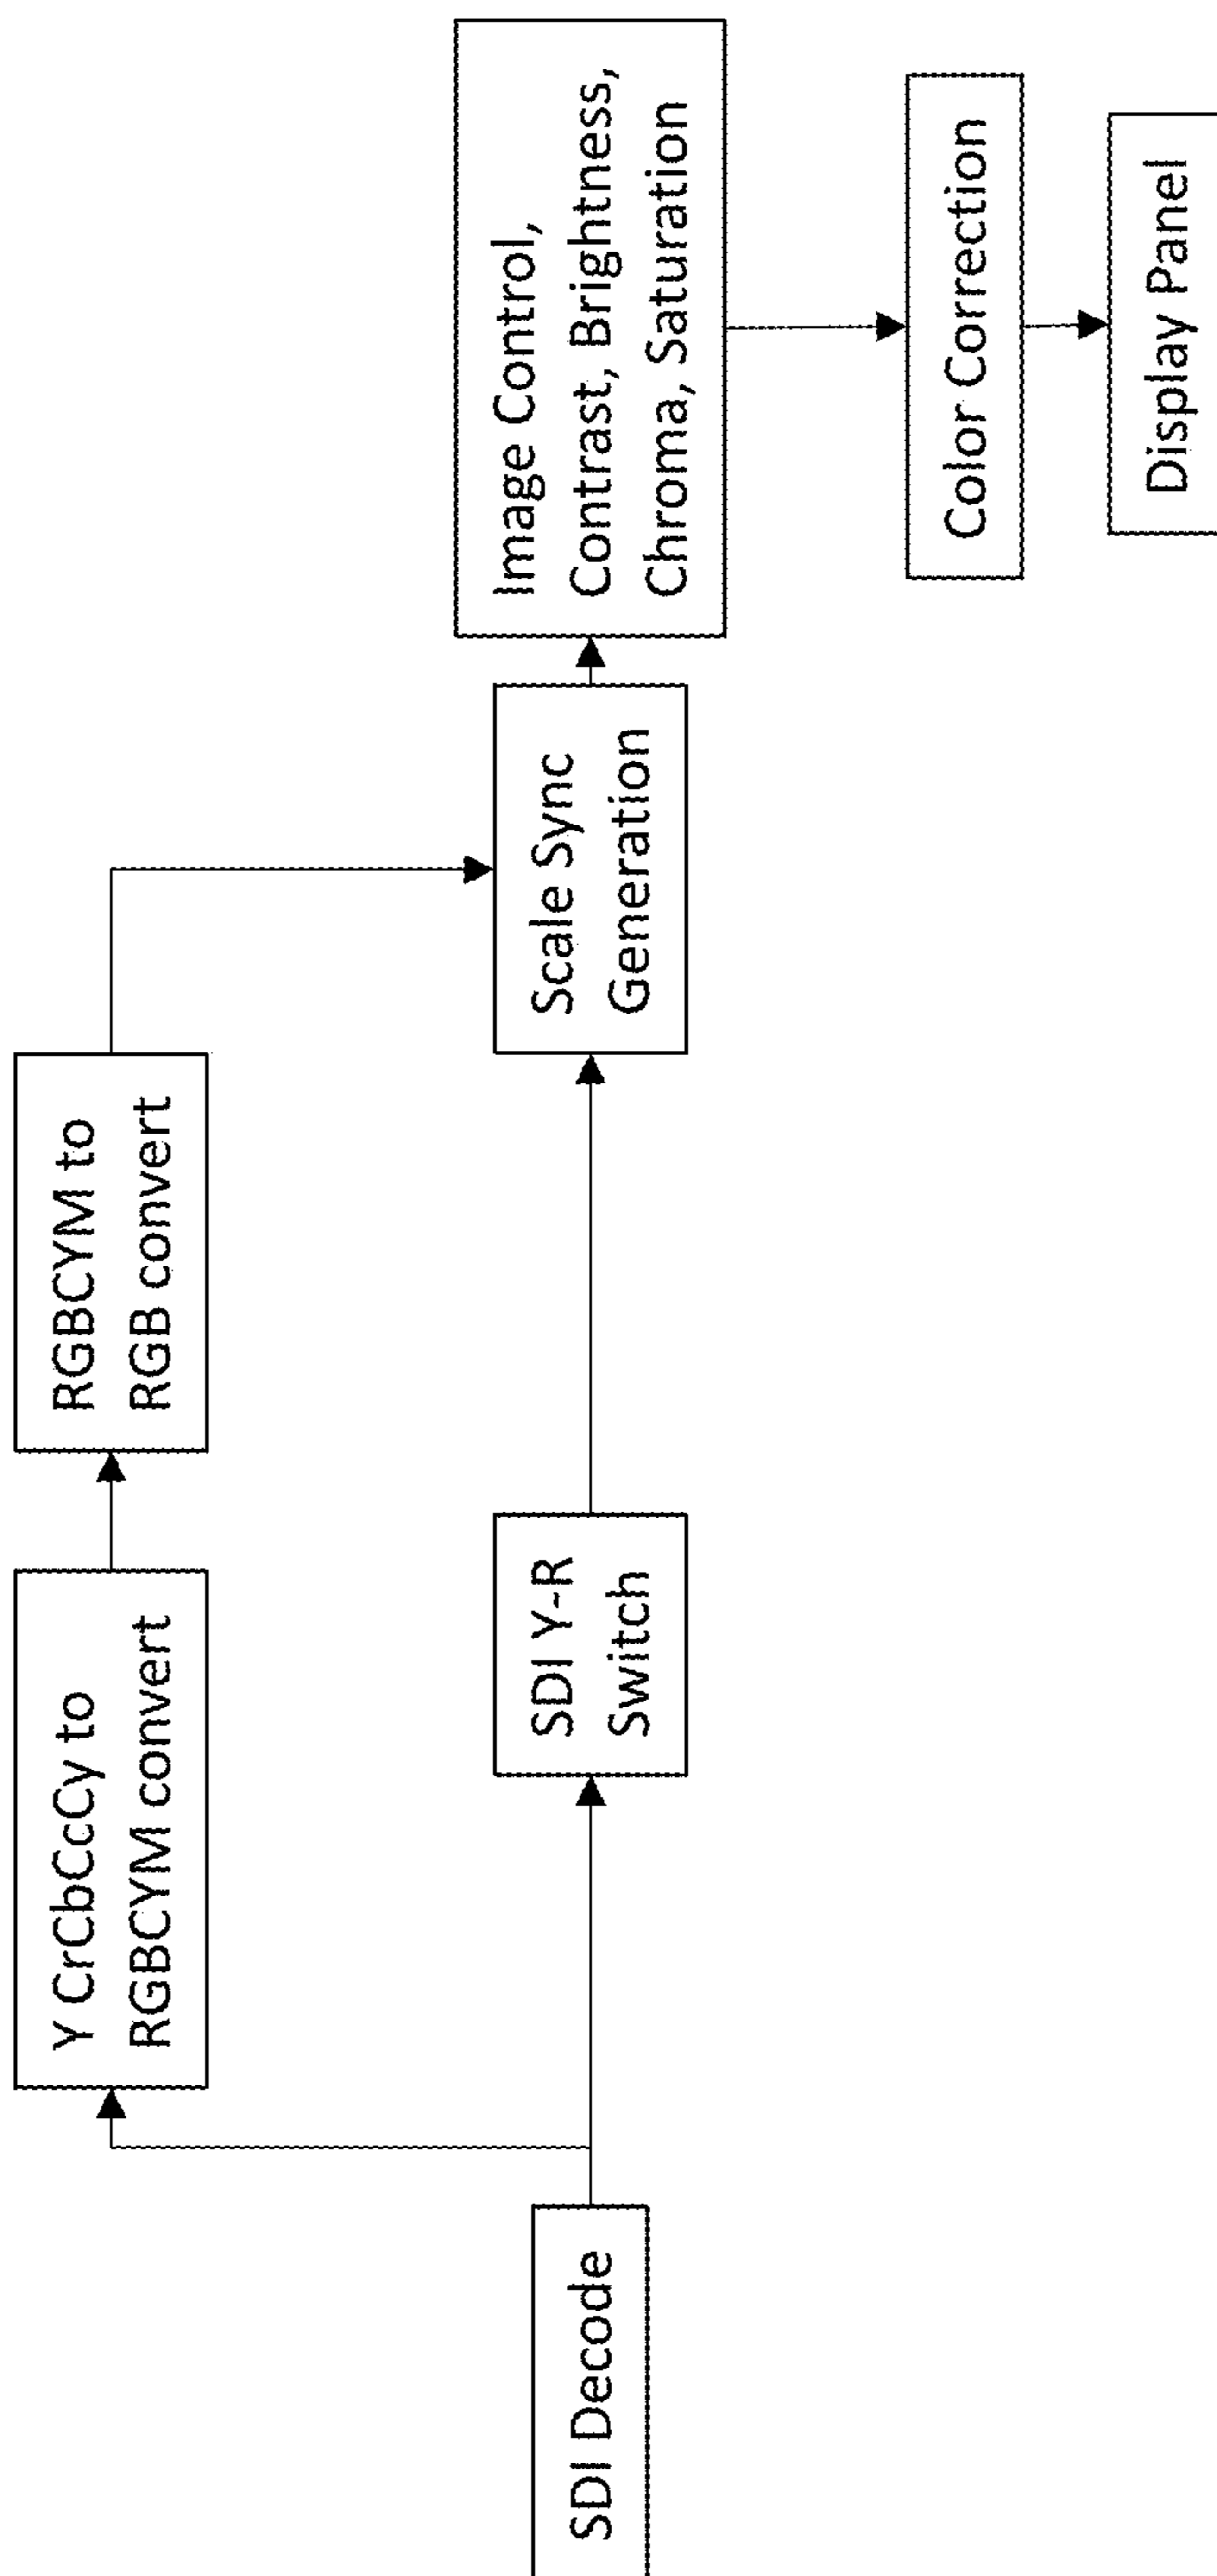 SDI Decode
Y CrCbCcCy to
RGBCYM convert
RGBCYM to
RGB convert
SDI Y-R
Switch
Scale Sync
Generation
Image Control,
Contrast, Brightness,
Chroma, Saturation
Color Correction
Display Panel